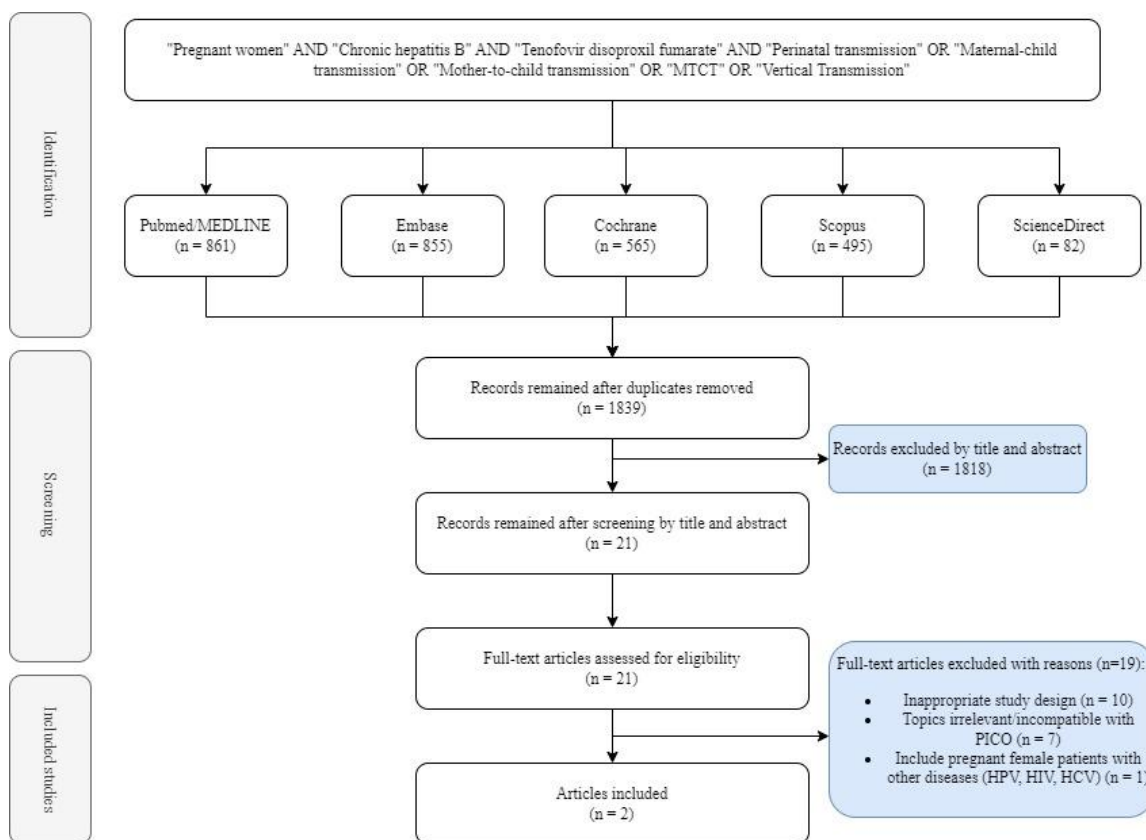 "Pregnant women" AND "Chronic hepatitis B" AND "Tenofovir disoproxil fumarate" AND "Perinatal transmission" OR "Maternal-child
transmission" OR "Mother-to-child transmission" OR "MTCT" OR "Vertical Transmission"
Identification
Pubmed/MEDLINE
(n = 861)
Embase
(n = 855)
Cochrane
(n = 565)
Scopus
(n = 495)
ScienceDirect
(n = 82)
Screening
Records remained after duplicates removed
(n = 1839)
Records excluded by title and abstract
(n = 1818)
Records remained after screening by title and abstract
(n = 21)
Full-text articles assessed for eligibility
(n = 21)
Full-text articles excluded with reasons (n=19):
• Inappropriate study design (n = 10)
• Topics irrelevant/incompatible with
PICO (n = 7)
• Include pregnant female patients with
other diseases (HPV, HIV, HCV) (n = 1)
Included studies
Articles included
(n = 2)